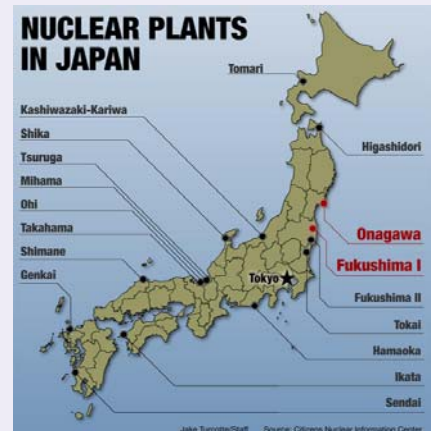 NUCLEAR PLANTS
IN JAPAN
Tomari
Kashiwazaki-Kariwa
Shika
Higashidori
Tsuruga
Mihama
Ohi
Onagawa
Takahama
Fukushima I
Shimane
Tokyo
Genkai
Fukushima II
Tokai
Hamaoka
Ikata
Sendai
Jake Turcotte/Staff Source: Citizens Nuclear Information Center